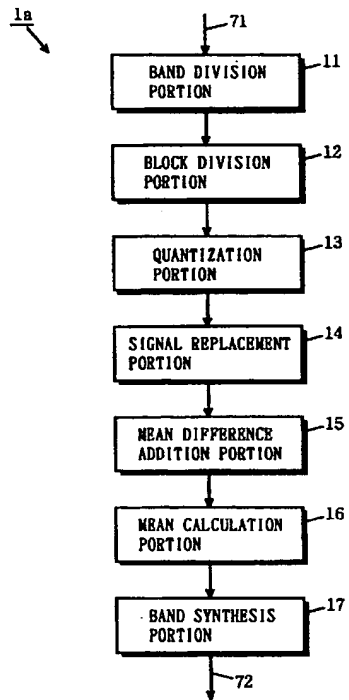 1a
71
11
BAND DIVISION
PORTION
12
BLOCK DIVISION
PORTION
13
QUANTIZATION
PORTION
14
SIGNAL REPLACEMENT
PORTION
15
MEAN DIFFERENCE
ADDITION PORTION
16
MEAN CALCULATION
PORTION
17
BAND SYNTHESIS
PORTION
72